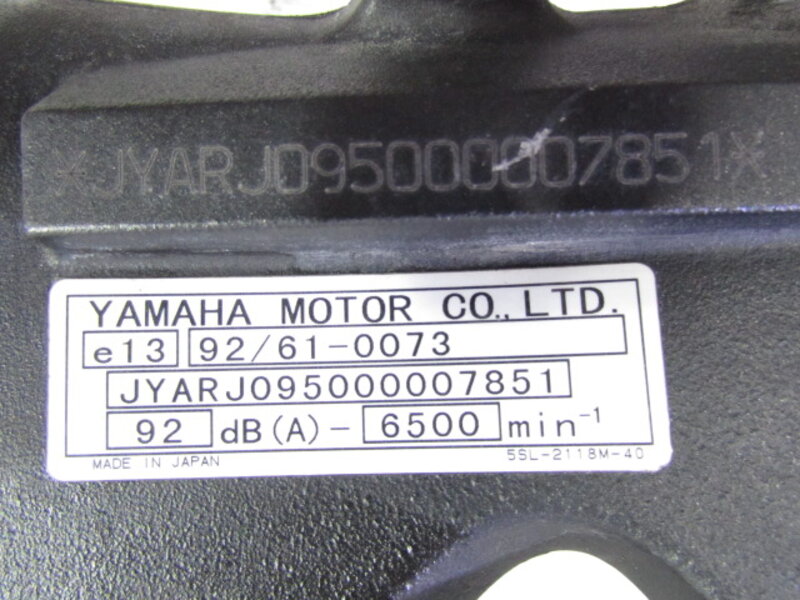 *JYARJ095000007851*
YAMAHA MOTOR CO., LTD.
e13 92/61-0073
JYARJ095000007851
92 dB(A)- 6500 min⁻¹
MADE IN JAPAN 5SL-2118M-40